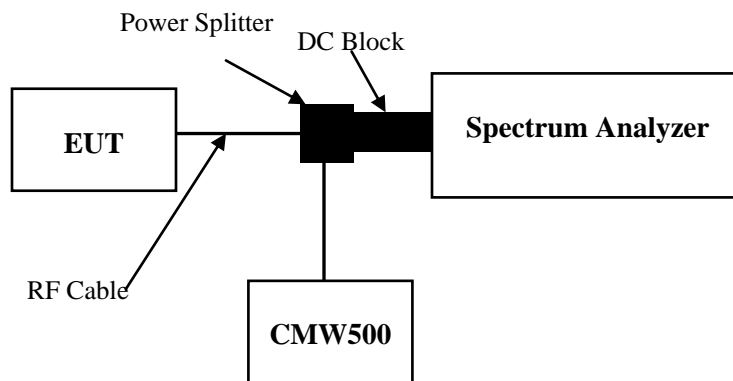 Power Splitter
DC Block
EUT
Spectrum Analyzer
RF Cable
CMW500